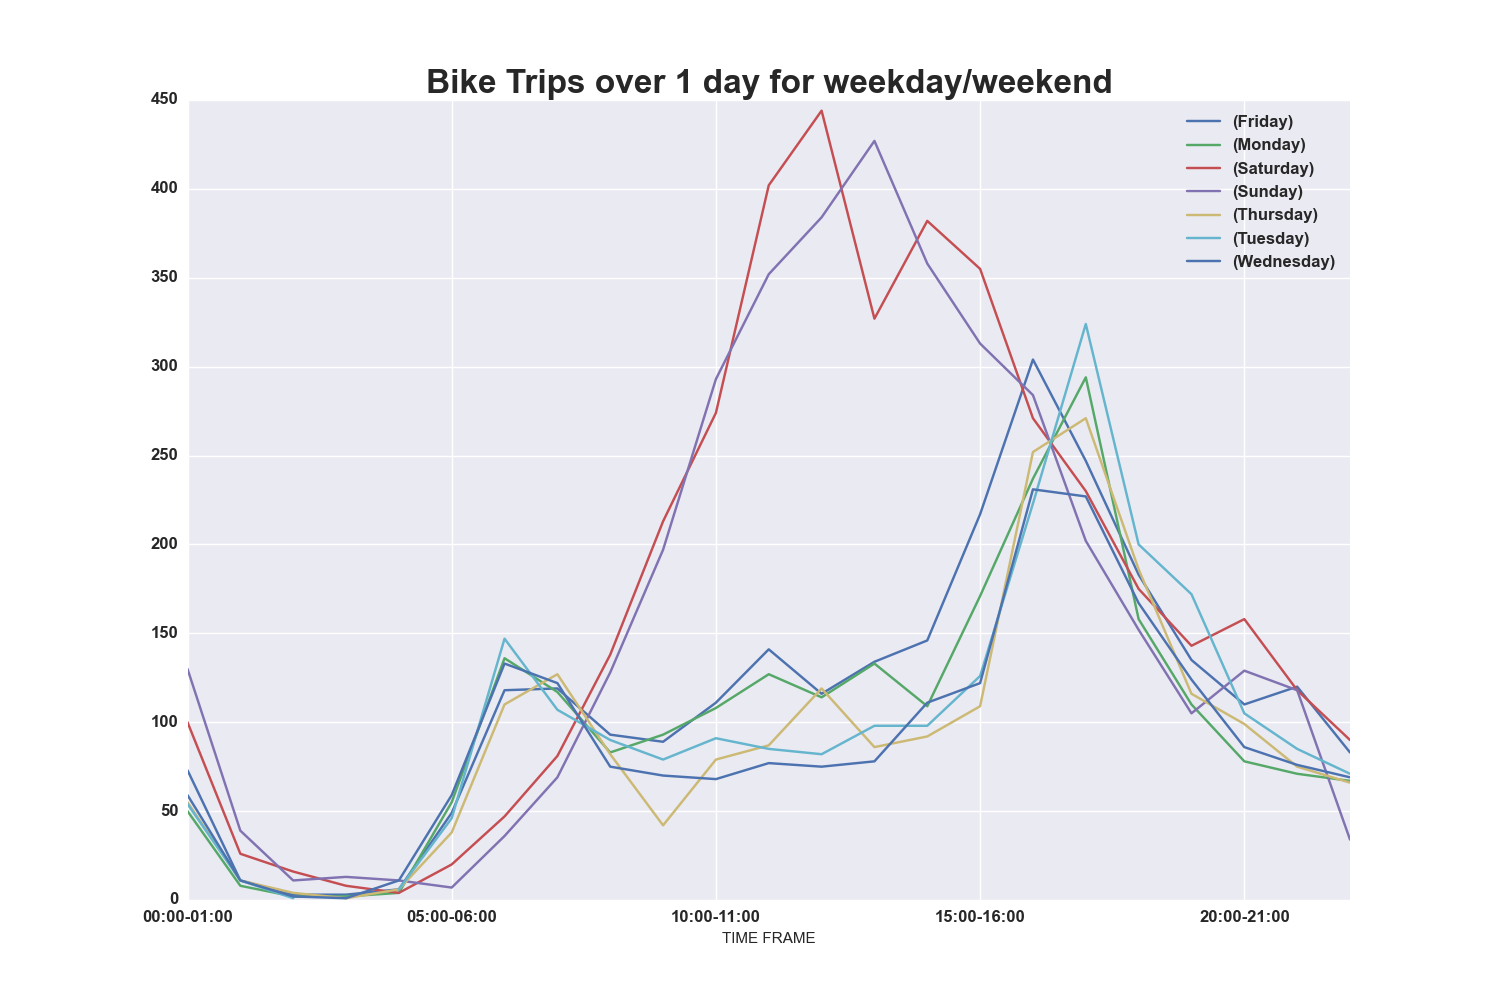 Bike Trips over 1 day for weekday/weekend
450
400
350
300
250
200
150
100
50
0
(Friday)
(Monday)
(Saturday)
(Sunday)
(Thursday)
(Tuesday)
(Wednesday)
00:00-01:00 05:00-06:00 10:00-11:00 15:00-16:00 20:00-21:00
TIME FRAME